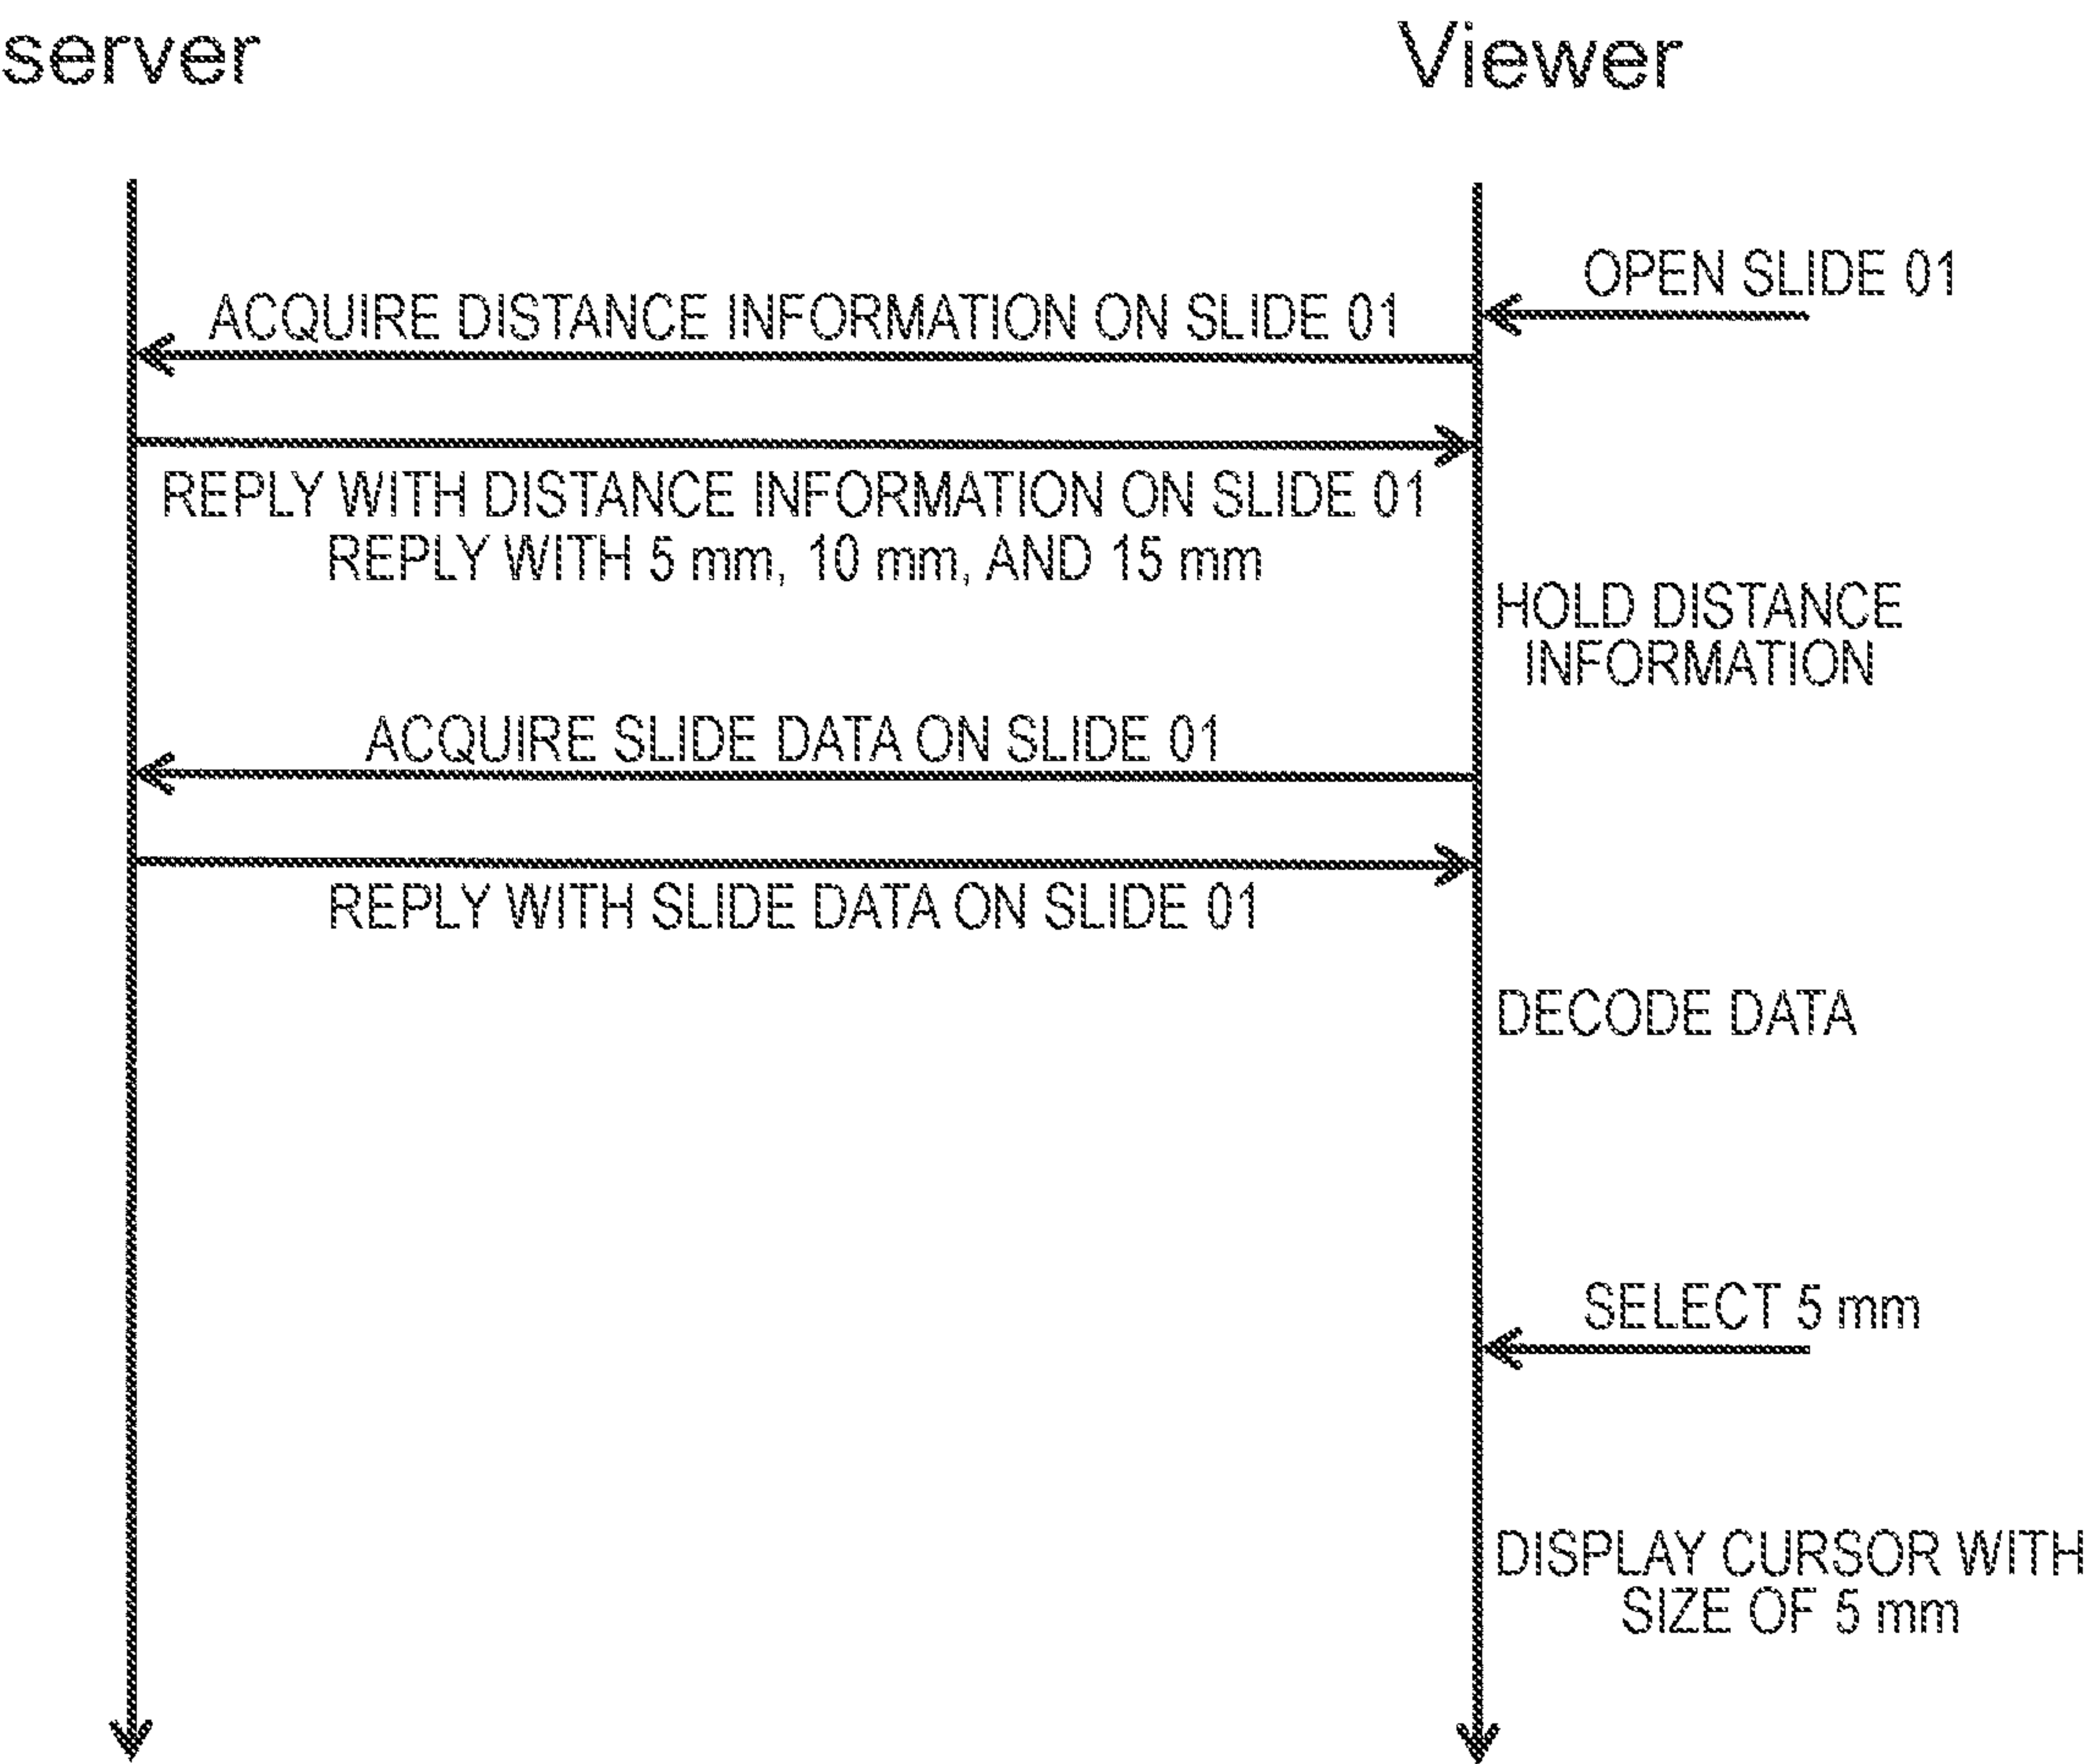 server
Viewer
OPEN SLIDE 01
ACQUIRE DISTANCE INFORMATION ON SLIDE 01
REPLY WITH DISTANCE INFORMATION ON SLIDE 01
REPLY WITH 5 mm, 10 mm, AND 15 mm
HOLD DISTANCE
INFORMATION
ACQUIRE SLIDE DATA ON SLIDE 01
REPLY WITH SLIDE DATA ON SLIDE 01
DECODE DATA
SELECT 5 mm
DISPLAY CURSOR WITH
SIZE OF 5 mm